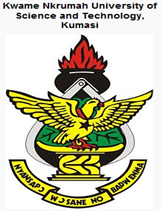 Kwame Nkrumah University of
Science and Technology,
Kumasi
NYANSAPƆ WƆSANE NO BADWENMA